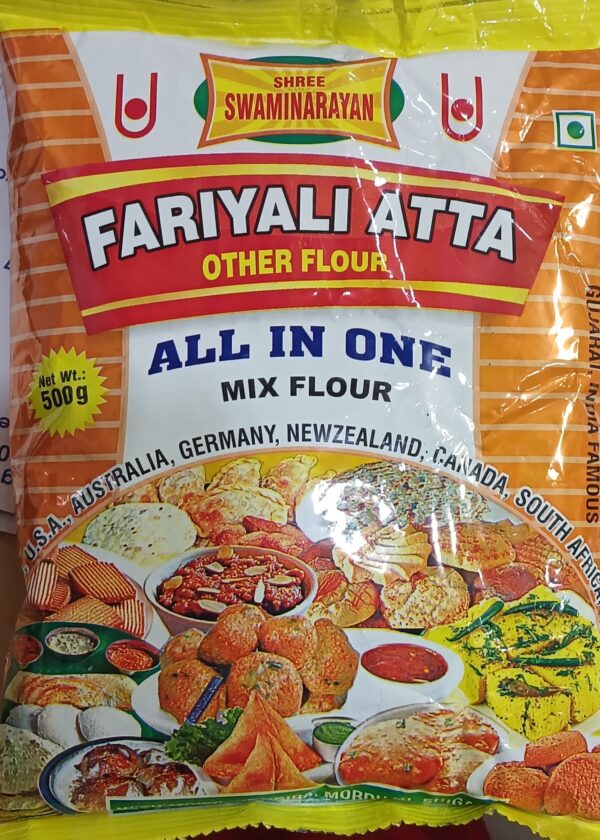 SHREE
SWAMINARAYAN
FARIYALI ATTA
OTHER FLOUR
ALL IN ONE
MIX FLOUR
Net Wt.:
500g
U.S.A., AUSTRALIA, GERMANY, NEWZEALAND, CANADA, SOUTH AFRICA
GUJARAT, INDIA FAMOUS